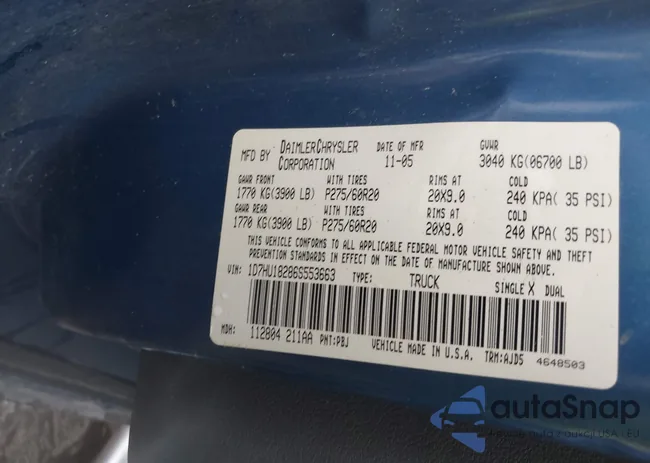 MFD BY DAIMLERCHRYSLER CORPORATION DATE OF MFR 11-05 GVWR 3040 KG(06700 LB)
GAWR FRONT WITH TIRES RIMS AT COLD
1770 KG(3900 LB) P275/60R20 20X9.0 240 KPA( 35 PSI)
GAWR REAR WITH TIRES RIMS AT COLD
1770 KG(3900 LB) P275/60R20 20X9.0 240 KPA( 35 PSI)
THIS VEHICLE CONFORMS TO ALL APPLICABLE FEDERAL MOTOR VEHICLE SAFETY AND THEFT
PREVENTION STANDARDS IN EFFECT ON THE DATE OF MANUFACTURE SHOWN ABOVE.
VIN: 1D7HU18286S553663 TYPE: TRUCK SINGLE X DUAL
MDH: 112804 211AA PNT:PBJ VEHICLE MADE IN U.S.A. TRM:AJD5 4648503
autaSnap